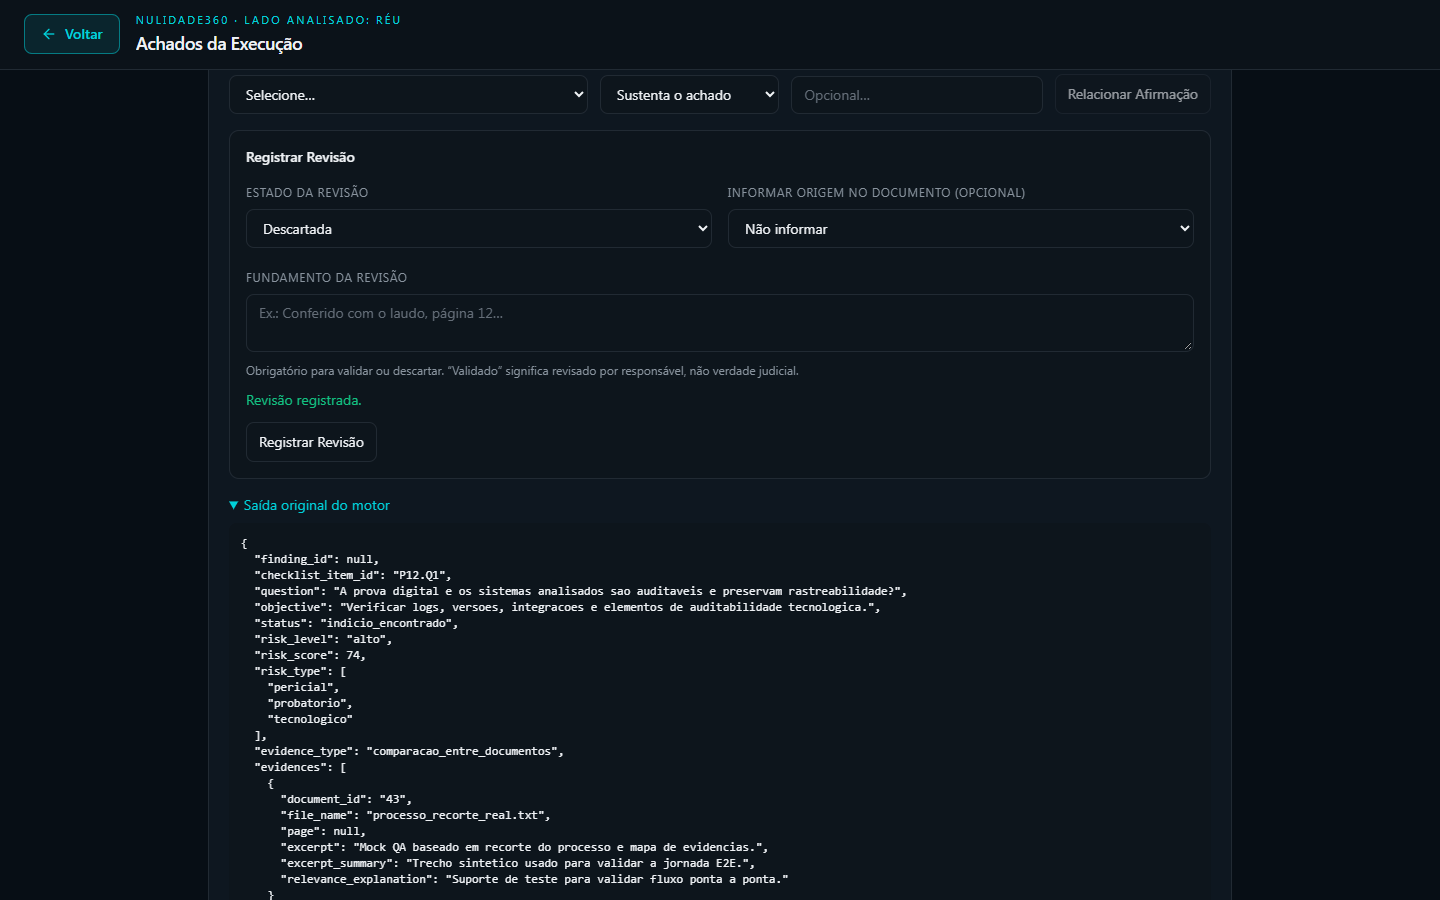 Voltar
NULIDADE360 · LADO ANALISADO: RÉU
Achados da Execução
Selecione...
Sustenta o achado
Opcional...
Relacionar Afirmação
Registrar Revisão
ESTADO DA REVISÃO
INFORMAR ORIGEM NO DOCUMENTO (OPCIONAL)
Descartada
Não informar
FUNDAMENTO DA REVISÃO
Ex.: Conferido com o laudo, página 12...
Obrigatório para validar ou descartar. “Validado” significa revisado por responsável, não verdade judicial.
Revisão registrada.
Registrar Revisão
▼ Saída original do motor
{
  "finding_id": null,
  "checklist_item_id": "P12.Q1",
  "question": "A prova digital e os sistemas analisados sao auditaveis e preservam rastreabilidade?",
  "objective": "Verificar logs, versoes, integracoes e elementos de auditabilidade tecnologica.",
  "status": "indicio_encontrado",
  "risk_level": "alto",
  "risk_score": 74,
  "risk_type": [
    "pericial",
    "probatorio",
    "tecnologico"
  ],
  "evidence_type": "comparacao_entre_documentos",
  "evidences": [
    {
      "document_id": "43",
      "file_name": "processo_recorte_real.txt",
      "page": null,
      "excerpt": "Mock QA baseado em recorte do processo e mapa de evidencias.",
      "excerpt_summary": "Trecho sintetico usado para validar a jornada E2E.",
      "relevance_explanation": "Suporte de teste para validar fluxo ponta a ponta."
    }